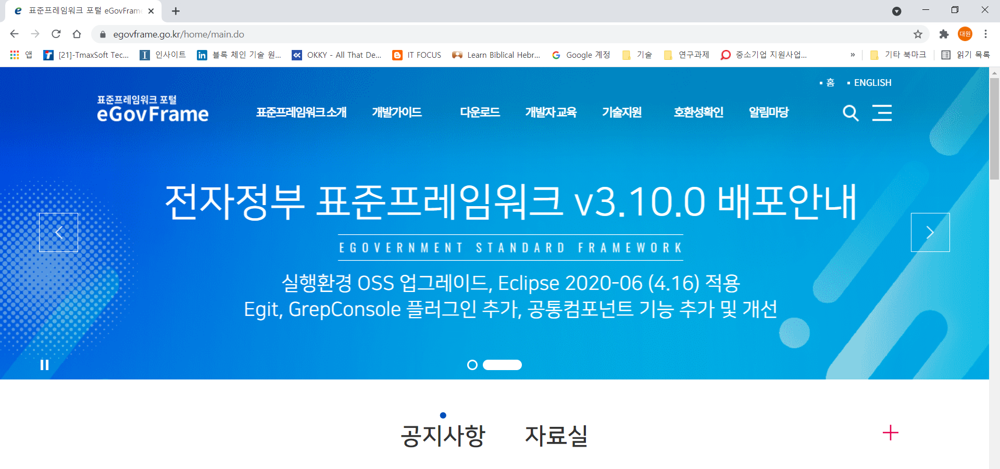 표준프레임워크 포털 eGovFram
egovframe.go.kr/home/main.do
대원
앱
[21]-TmaxSoft Tec...
인사이트
블록 체인 기술 원...
OKKY - All That De...
IT FOCUS
Learn Biblical Hebr...
Google 계정
기술
연구과제
중소기업 지원사업...
»
기타 북마크
읽기 목록
홈
ENGLISH
표준프레임워크 포털
eGovFrame
표준프레임워크 소개
개발가이드
다운로드
개발자 교육
기술지원
호환성확인
알림마당
전자정부 표준프레임워크 v3.10.0 배포안내
EGOVERNMENT STANDARD FRAMEWORK
실행환경 OSS 업그레이드, Eclipse 2020-06 (4.16) 적용
Egit, GrepConsole 플러그인 추가, 공통컴포넌트 기능 추가 및 개선
공지사항
자료실